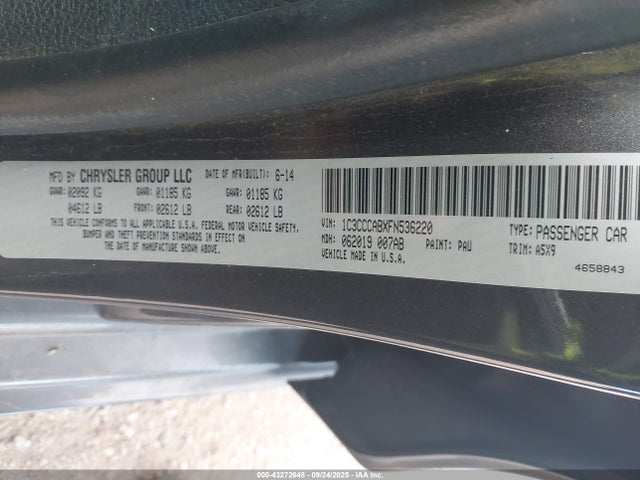 MFD BY CHRYSLER GROUP LLC DATE OF MFR(BUILT): 6-14
GVWR: 02092 KG GAWR: 01185 KG GAWR: 01185 KG
04612 LB FRONT: 02612 LB REAR: 02612 LB
THIS VEHICLE CONFORMS TO ALL APPLICABLE FEDERAL MOTOR VEHICLE SAFETY,
BUMPER AND THEFT PREVENTION STANDARDS IN EFFECT ON
THE DATE OF MANUFACTURE SHOWN ABOVE.
VIN: 1C3CCCABXFN536220 TYPE: PASSENGER CAR
MDH: 062019 007AB PAINT: PAU TRIM: A5X9
VEHICLE MADE IN U.S.A.
4658843
000-43272648 - 09/24/2025 - IAAI.COM